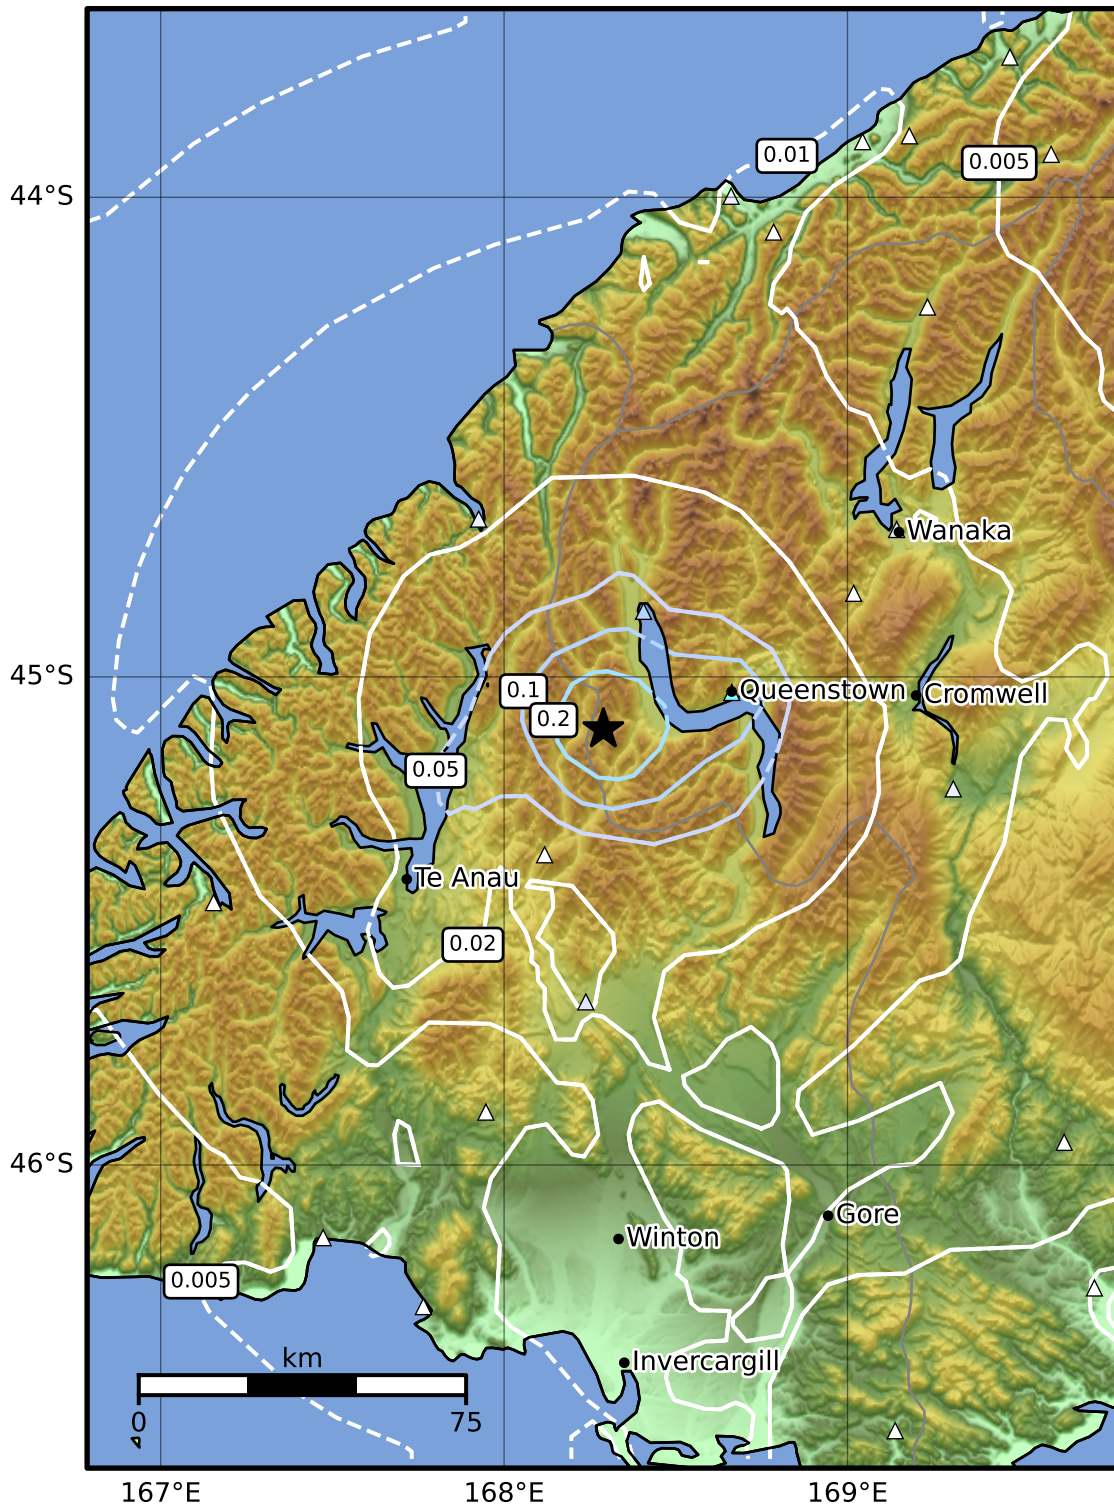 0.01
0.005
44°S
Wanaka
45°S
0.1
Queenstown
Cromwell
0.2
0.05
Te Anau
0.02
46°S
Gore
Winton
0.005
km
Invercargill
0
75
167°E
168°E
169°E